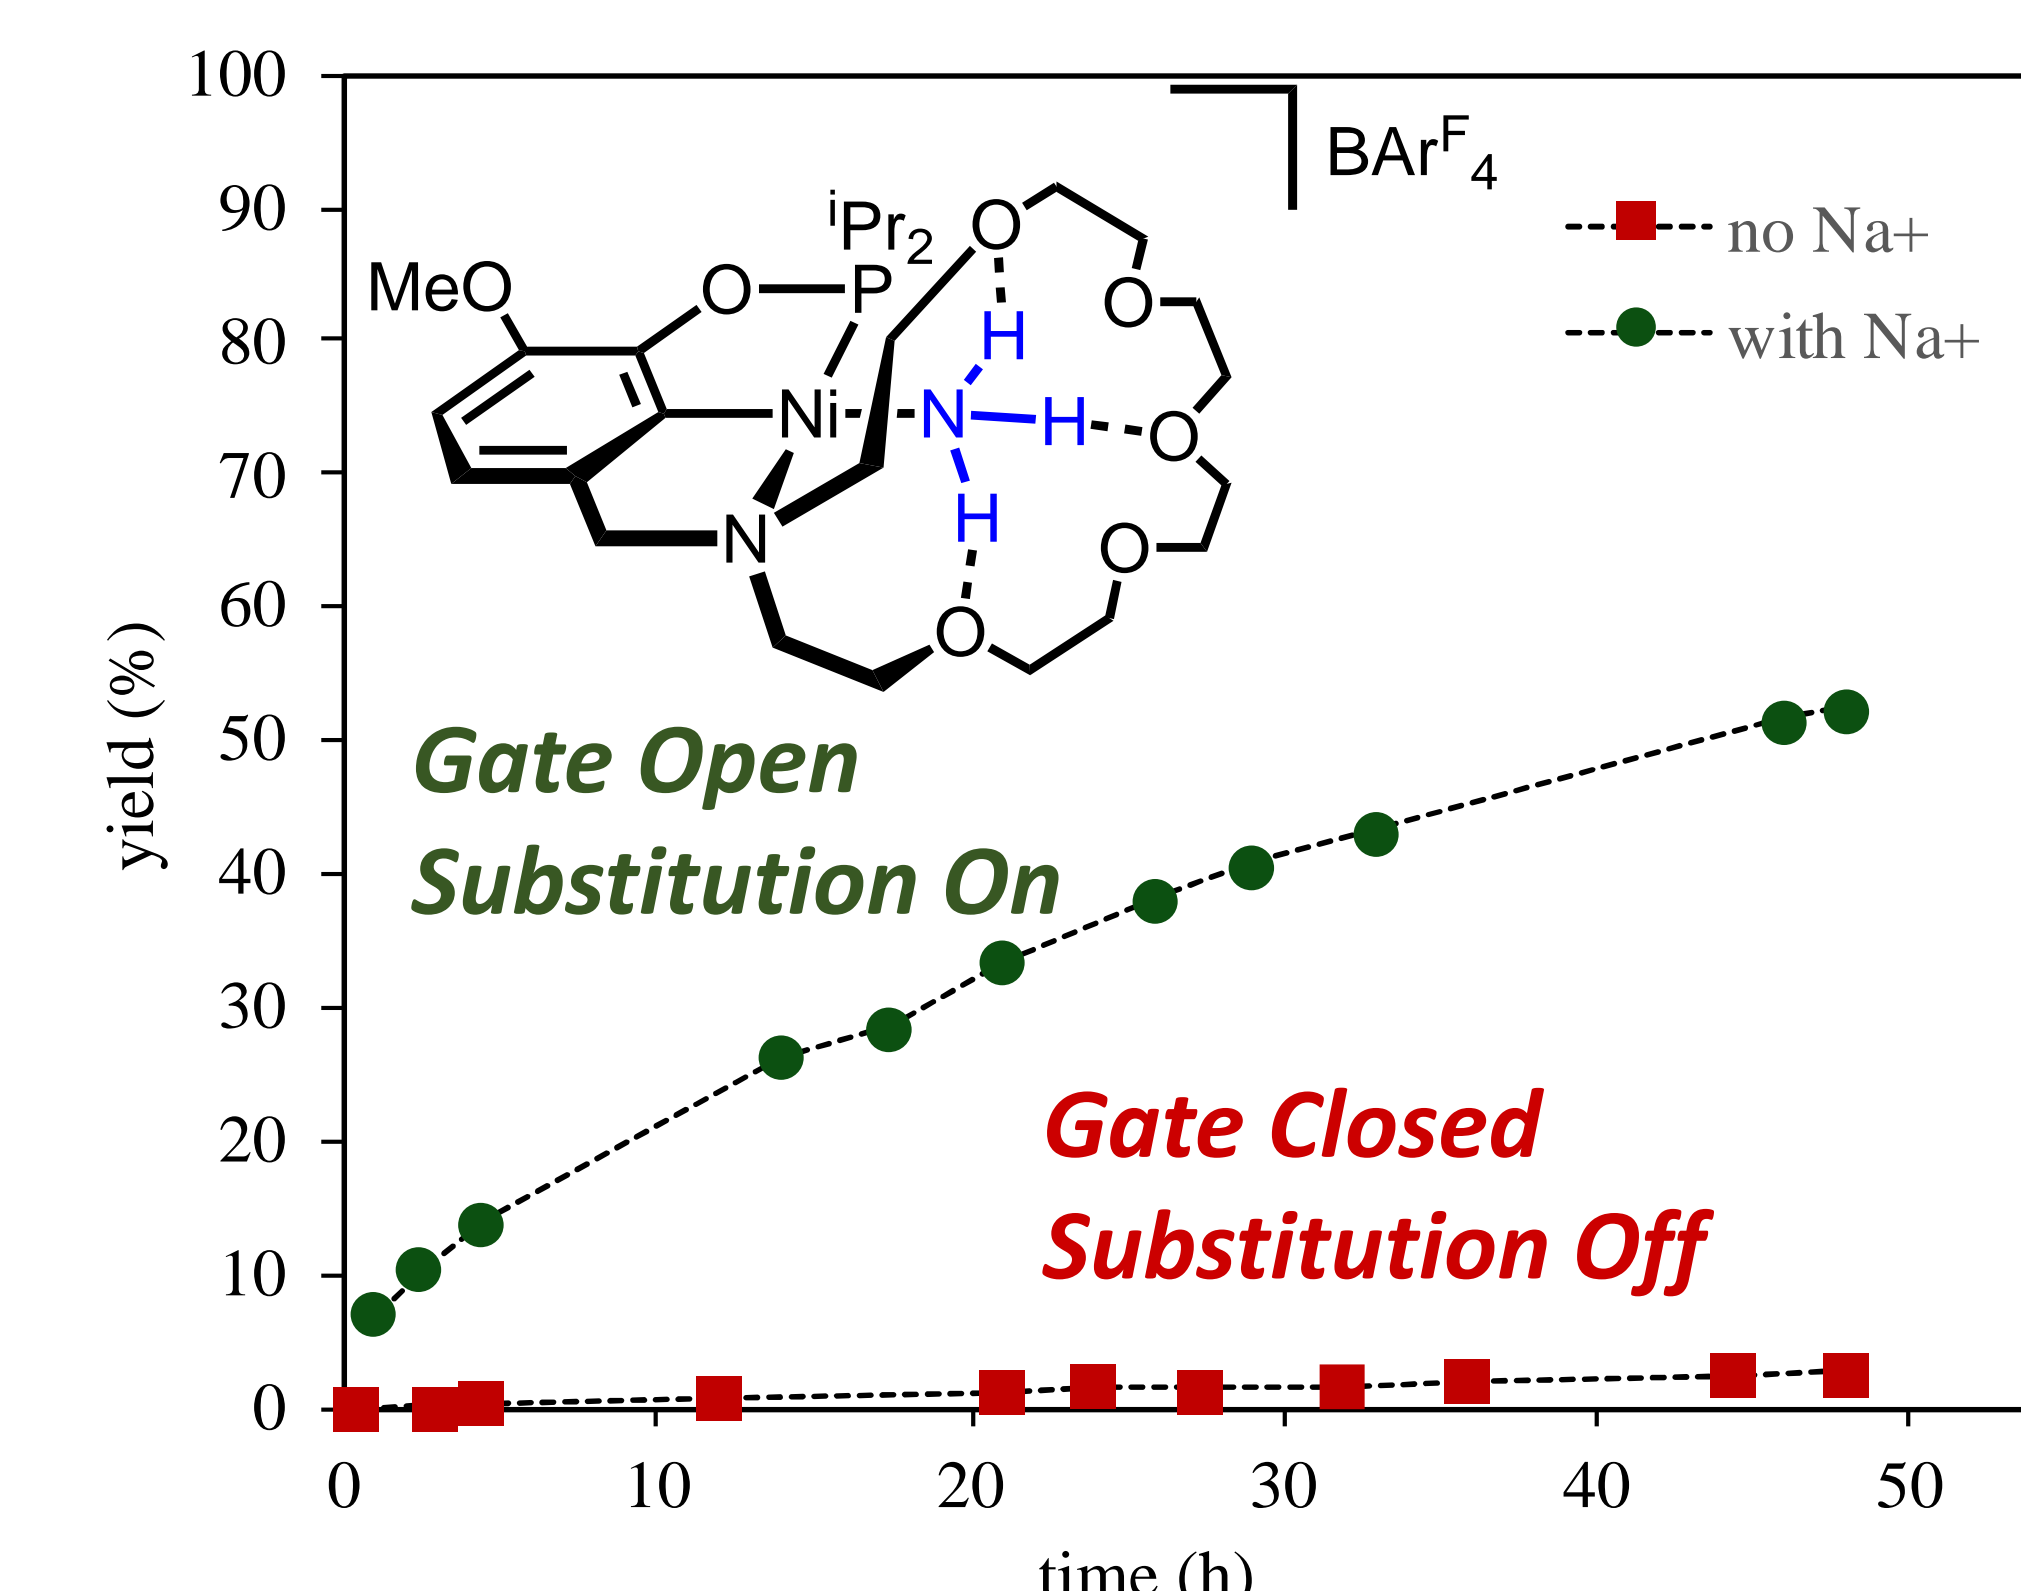 100
90
80
70
60
50
40
30
20
10
0
yield (%)
0 10 20 30 40 50
time (h)
BArF4
no Na+
with Na+
iPr2
MeO O P
O
H
O
Ni N H O
H
N
O
O
Gate Open
Substitution On
Gate Closed
Substitution Off